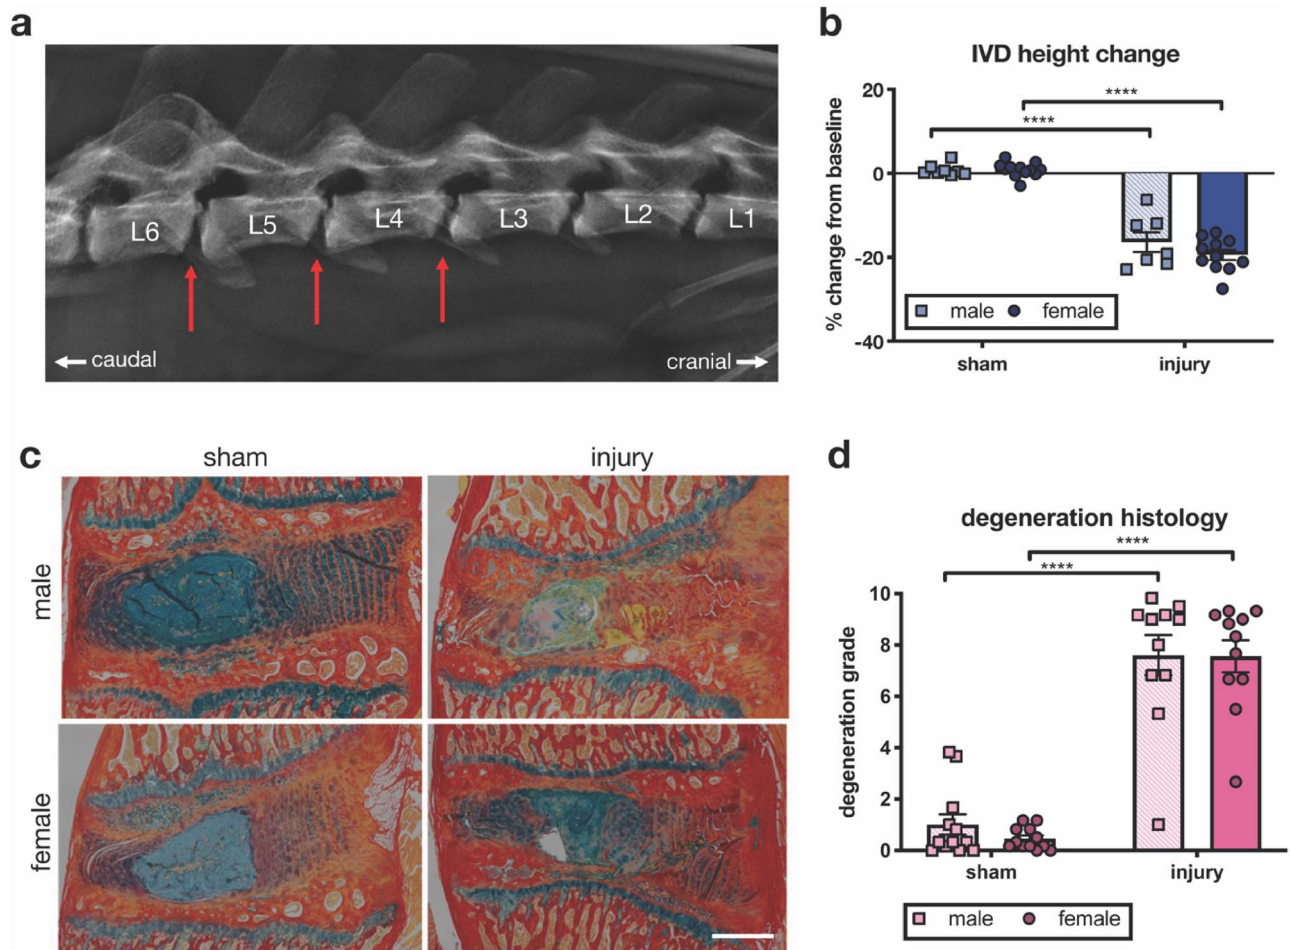 a
L6 L5 L4 L3 L2 L1
caudal cranial
b
IVD height change
****
****
% change from baseline
20
0
-20
-40
male female
sham injury
c
sham injury
male
female
d
degeneration histology
****
****
degeneration grade
10
8
6
4
2
0
sham injury
male female